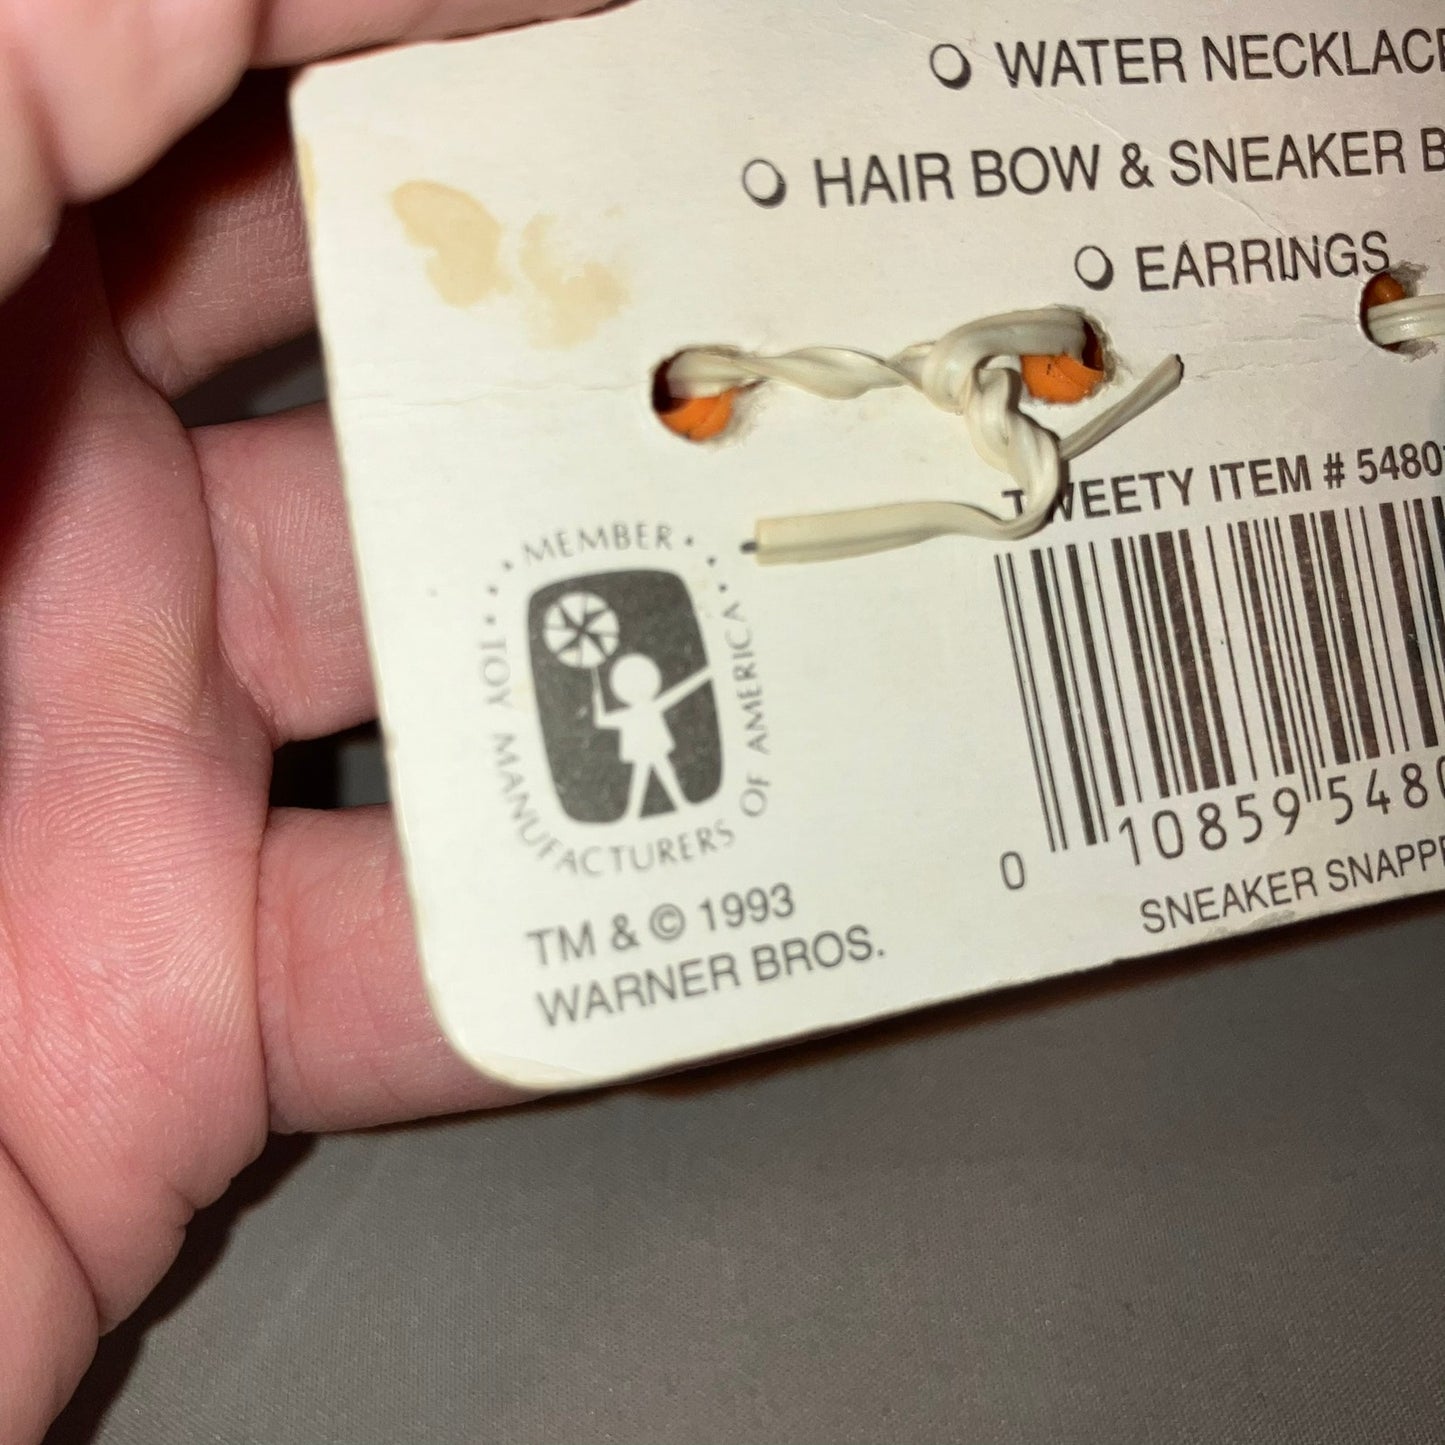 WATER NECKLACE
HAIR BOW & SNEAKER B
EARRINGS
TWEETY ITEM # 5480
MEMBER
TOY MANUFACTURERS OF AMERICA
0 10859 5480
SNEAKER SNAPPE
TM & © 1993
WARNER BROS.